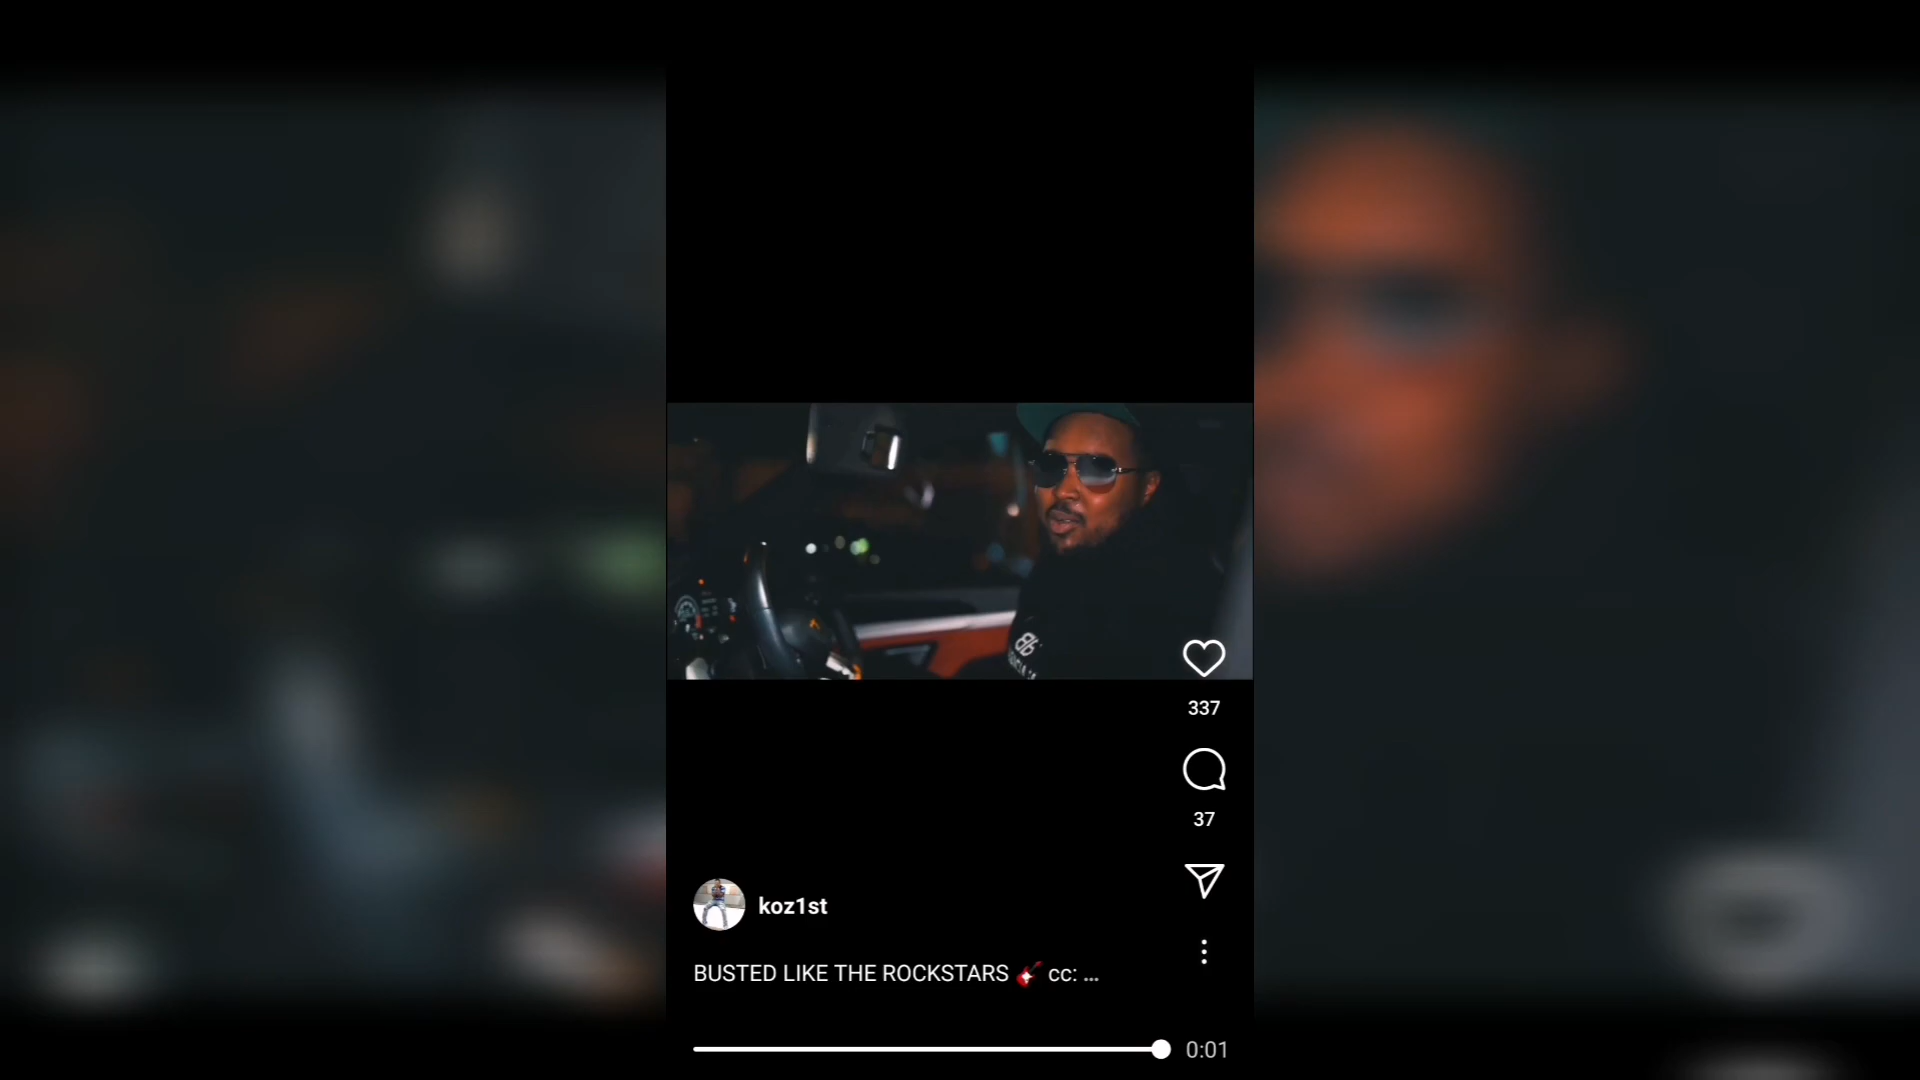 337
37
koz1st
BUSTED LIKE THE ROCKSTARS 🎸 cc: ...
0:01